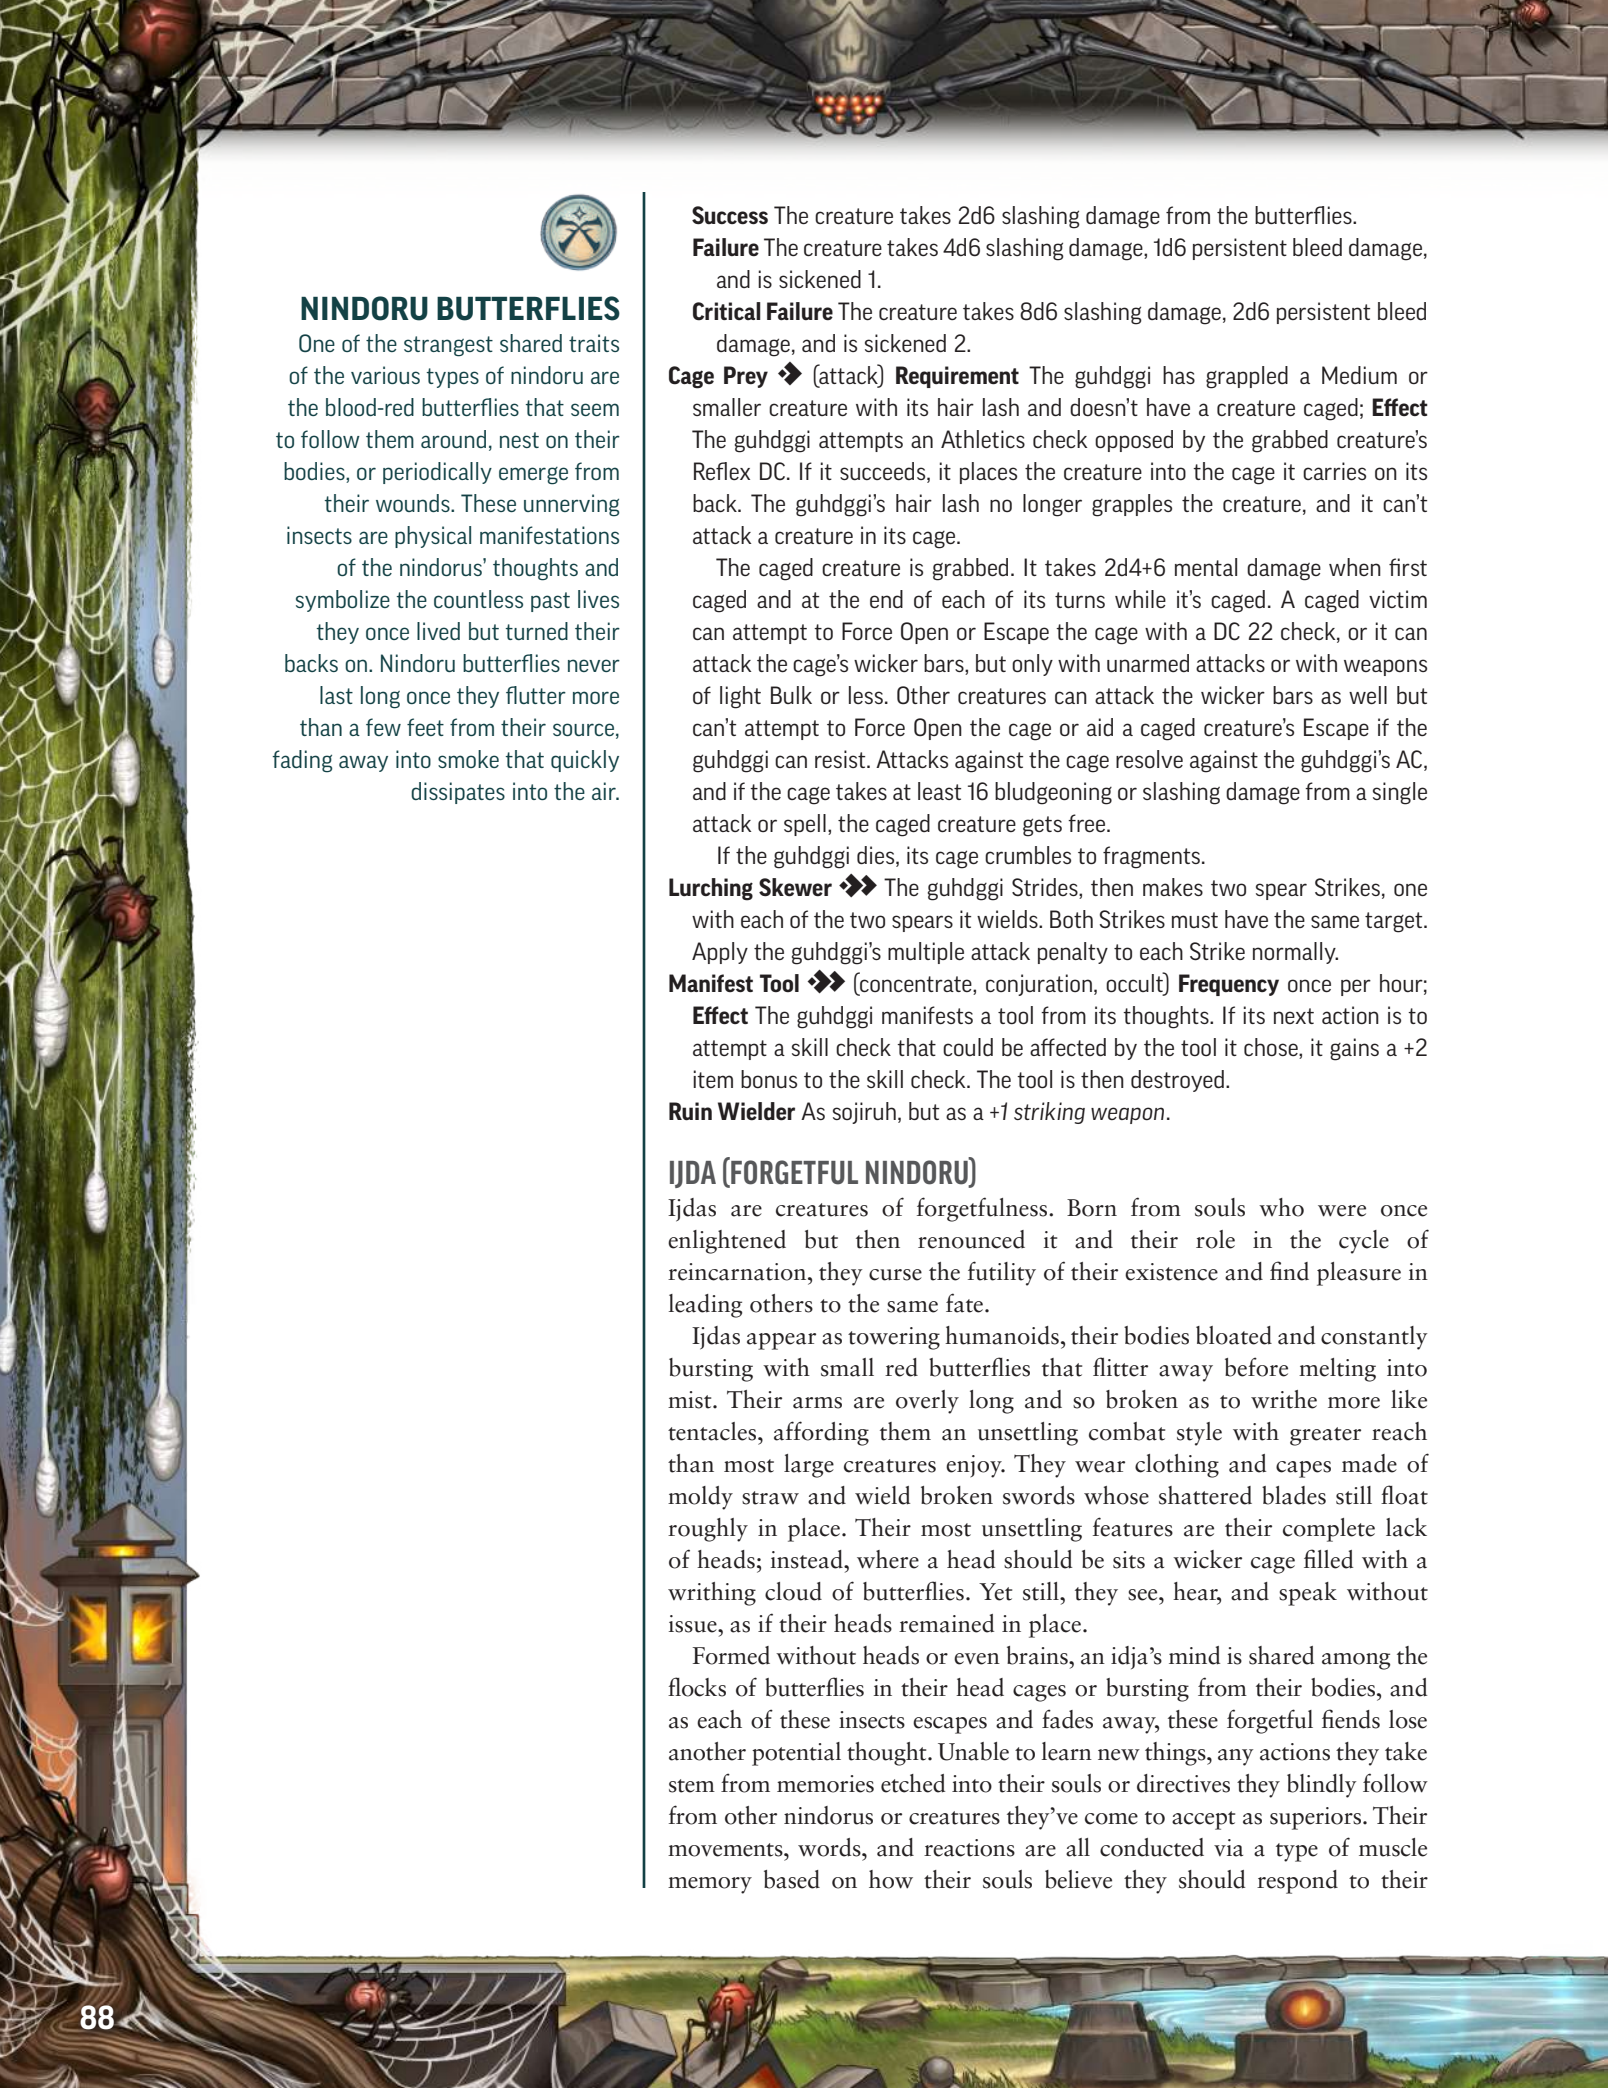 NINDORU BUTTERFLIES
One of the strangest shared traits
of the various types of nindoru are
the blood-red butterflies that seem
to follow them around, nest on their
bodies, or periodically emerge from
their wounds. These unnerving
insects are physical manifestations
of the nindorus’ thoughts and
symbolize the countless past lives
they once lived but turned their
backs on. Nindoru butterflies never
last long once they flutter more
than a few feet from their source,
fading away into smoke that quickly
dissipates into the air.
Success The creature takes 2d6 slashing damage from the butterflies.
Failure The creature takes 4d6 slashing damage, 1d6 persistent bleed damage,
and is sickened 1.
Critical Failure The creature takes 8d6 slashing damage, 2d6 persistent bleed
damage, and is sickened 2.
Cage Prey (attack) Requirement The guhdggi has grappled a Medium or
smaller creature with its hair lash and doesn’t have a creature caged; Effect
The guhdggi attempts an Athletics check opposed by the grabbed creature’s
Reflex DC. If it succeeds, it places the creature into the cage it carries on its
back. The guhdggi’s hair lash no longer grapples the creature, and it can’t
attack a creature in its cage.
The caged creature is grabbed. It takes 2d4+6 mental damage when first
caged and at the end of each of its turns while it’s caged. A caged victim
can attempt to Force Open or Escape the cage with a DC 22 check, or it can
attack the cage’s wicker bars, but only with unarmed attacks or with weapons
of light Bulk or less. Other creatures can attack the wicker bars as well but
can’t attempt to Force Open the cage or aid a caged creature’s Escape if the
guhdggi can resist. Attacks against the cage resolve against the guhdggi’s AC,
and if the cage takes at least 16 bludgeoning or slashing damage from a single
attack or spell, the caged creature gets free.
If the guhdggi dies, its cage crumbles to fragments.
Lurching Skewer The guhdggi Strides, then makes two spear Strikes, one
with each of the two spears it wields. Both Strikes must have the same target.
Apply the guhdggi’s multiple attack penalty to each Strike normally.
Manifest Tool (concentrate, conjuration, occult) Frequency once per hour;
Effect The guhdggi manifests a tool from its thoughts. If its next action is to
attempt a skill check that could be affected by the tool it chose, it gains a +2
item bonus to the skill check. The tool is then destroyed.
Ruin Wielder As sojiruh, but as a +1 striking weapon.
IJDA (FORGETFUL NINDORU)
Ijdas are creatures of forgetfulness. Born from souls who were once
enlightened but then renounced it and their role in the cycle of
reincarnation, they curse the futility of their existence and find pleasure in
leading others to the same fate.
Ijdas appear as towering humanoids, their bodies bloated and constantly
bursting with small red butterflies that flitter away before melting into
mist. Their arms are overly long and so broken as to writhe more like
tentacles, affording them an unsettling combat style with greater reach
than most large creatures enjoy. They wear clothing and capes made of
moldy straw and wield broken swords whose shattered blades still float
roughly in place. Their most unsettling features are their complete lack
of heads; instead, where a head should be sits a wicker cage filled with a
writhing cloud of butterflies. Yet still, they see, hear, and speak without
issue, as if their heads remained in place.
Formed without heads or even brains, an idja’s mind is shared among the
flocks of butterflies in their head cages or bursting from their bodies, and
as each of these insects escapes and fades away, these forgetful fiends lose
another potential thought. Unable to learn new things, any actions they take
stem from memories etched into their souls or directives they blindly follow
from other nindorus or creatures they’ve come to accept as superiors. Their
movements, words, and reactions are all conducted via a type of muscle
memory based on how their souls believe they should respond to their
88